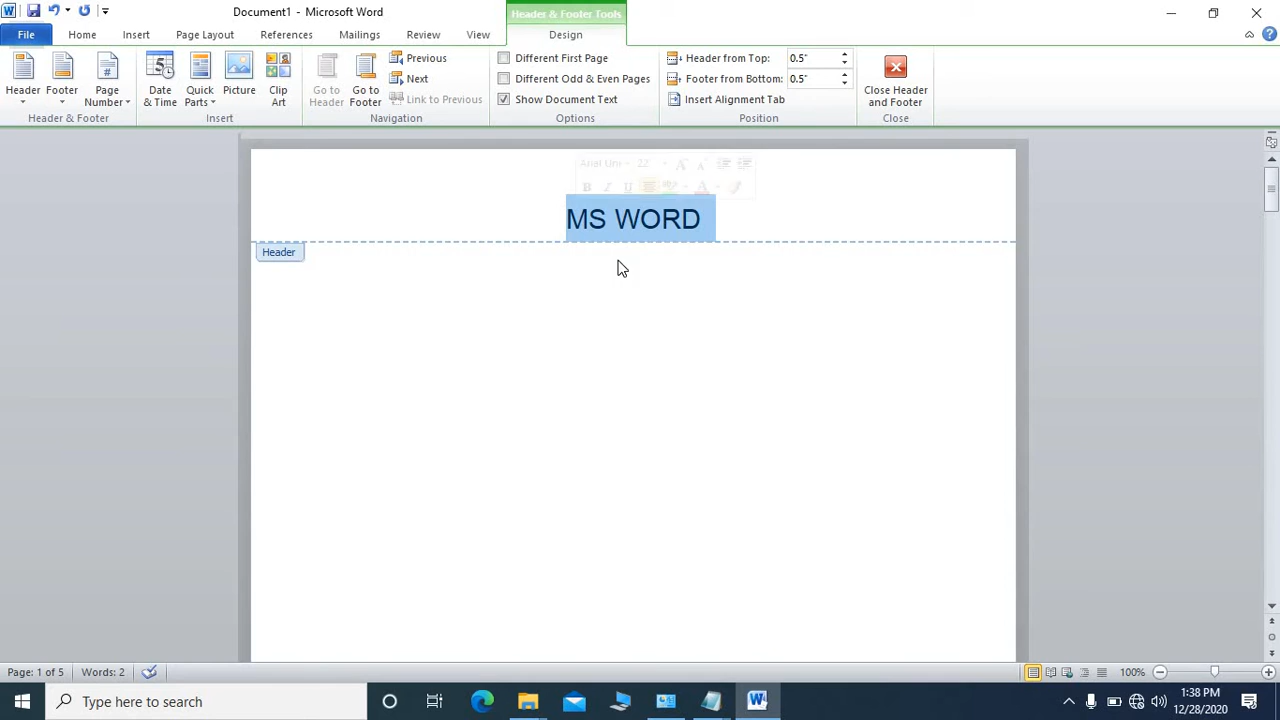 Document1 - Microsoft Word
Header & Footer Tools
File Home Insert Page Layout References Mailings Review View Design
Header Footer Page Number
Date & Time Quick Parts Picture Clip Art
Go to Header Go to Footer
Previous
Next
Link to Previous
Different First Page
Different Odd & Even Pages
Show Document Text
Header from Top: 0.5"
Footer from Bottom: 0.5"
Insert Alignment Tab
Close Header and Footer
Header & Footer Insert Navigation Options Position Close
Arial Uni 22
B I U A
MS WORD
Header
Page: 1 of 5 Words: 2 100%
Type here to search
1:38 PM
12/28/2020